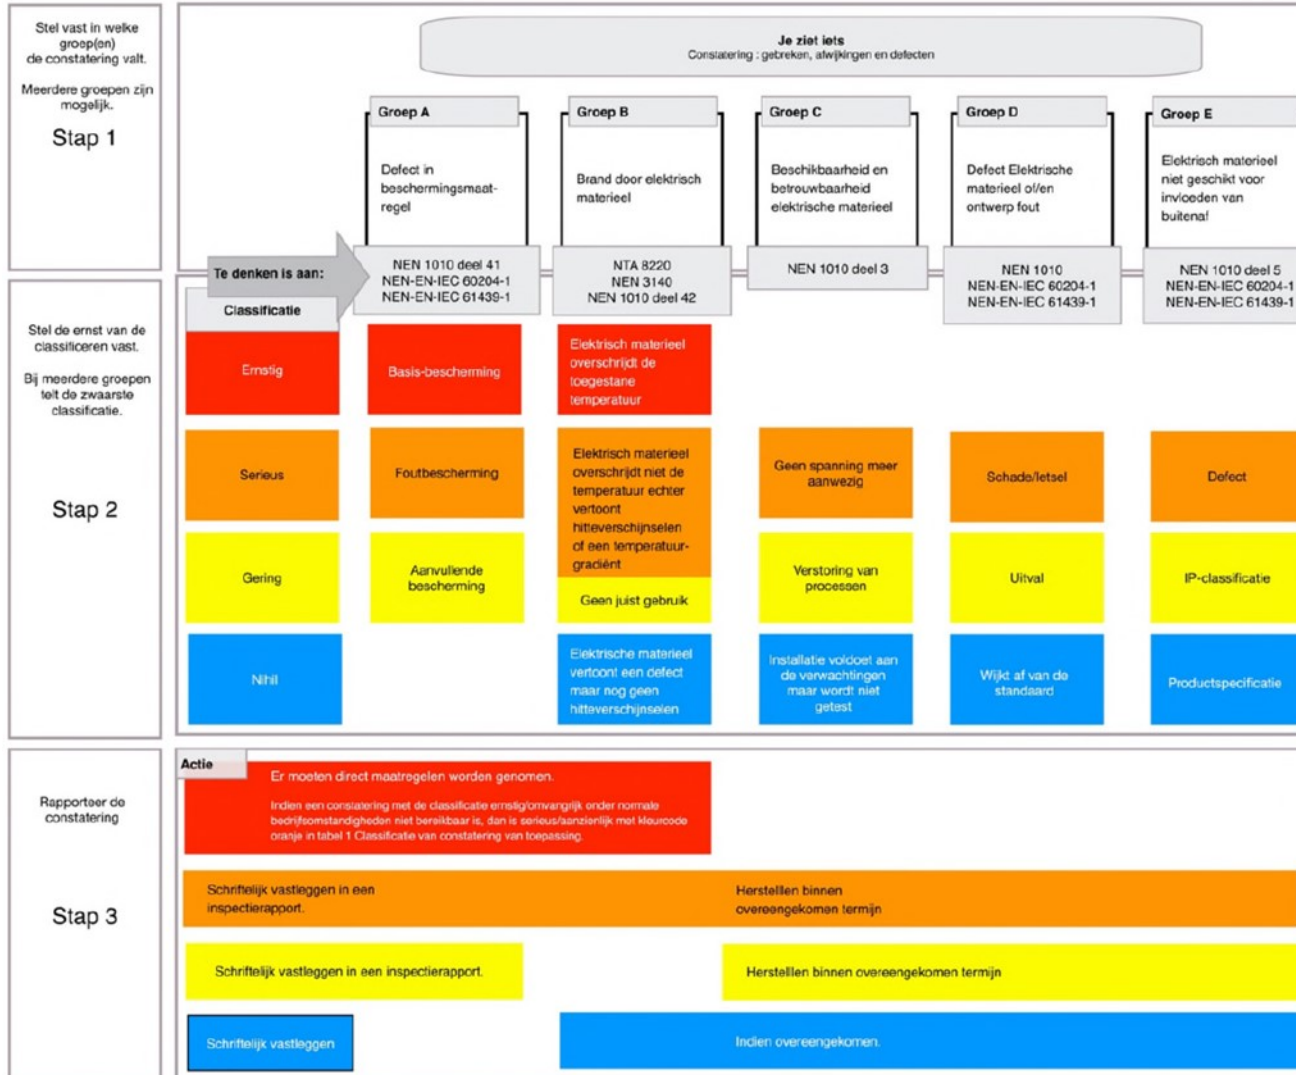 Stel vast in welke
groep(en)
de constatering valt.
Meerdere groepen zijn
mogelijk.
Stap 1
Je ziet iets
Constatering : gebreken, afwijkingen en defecten
Groep A
Defect in
beschermingsmaat-
regel
Groep B
Brand door elektrisch
materieel
Groep C
Beschikbaarheid en
betrouwbaarheid
elektrische materieel
Groep D
Defect Elektrische
materieel of/en
ontwerp fout
Groep E
Elektrisch materieel
niet geschikt voor
invloeden van
buitenaf
Te denken is aan:
NEN 1010 deel 41
NEN-EN-IEC 60204-1
NEN-EN-IEC 61439-1
NTA 8220
NEN 3140
NEN 1010 deel 42
NEN 1010 deel 3
NEN 1010
NEN-EN-IEC 60204-1
NEN-EN-IEC 61439-1
NEN 1010 deel 5
NEN-EN-IEC 60204-1
NEN-EN-IEC 61439-1
Stel de ernst van de
classificeren vast.
Bij meerdere groepen
telt de zwaarste
classificatie.
Stap 2
Classificatie
Ernstig
Basis-bescherming
Elektrisch materieel
overschrijdt de
toegestane
temperatuur
Serieus
Foutbescherming
Elektrisch materieel
overschrijdt niet de
temperatuur echter
vertoont
hitteverschijnselen
of een temperatuur-
gradiënt
Geen spanning meer
aanwezig
Schade/letsel
Defect
Gering
Aanvullende
bescherming
Geen juist gebruik
Verstoring van
processen
Uitval
IP-classificatie
Nihil
Elektrische materieel
vertoont een defect
maar nog geen
hitteverschijnselen
Installatie voldoet aan
de verwachtingen
maar wordt niet
getest
Wijkt af van de
standaard
Productspecificatie
Rapporteer de
constatering
Stap 3
Actie
Er moeten direct maatregelen worden genomen.
Indien een constatering met de classificatie ernstig/omvangrijk onder normale
bedrijfsomstandigheden niet bereikbaar is, dan is serieus/aanzienlijk met kleurcode
oranje in tabel 1 Classificatie van constatering van toepassing.
Schriftelijk vastleggen in een
inspectierapport.
Herstellen binnen
overeengekomen termijn
Schriftelijk vastleggen in een inspectierapport.
Herstellen binnen overeengekomen termijn
Schriftelijk vastleggen
Indien overeengekomen.